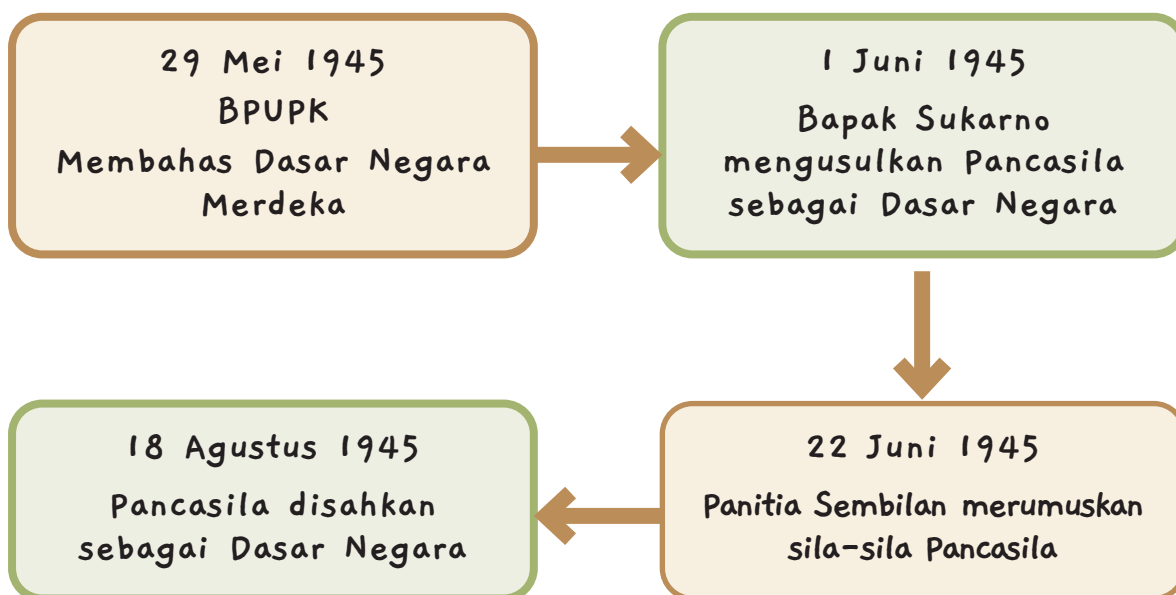 29 Mei 1945
BPUPK
Membahas Dasar Negara
Merdeka
1 Juni 1945
Bapak Sukarno
mengusulkan Pancasila
sebagai Dasar Negara
22 Juni 1945
Panitia Sembilan merumuskan
sila-sila Pancasila
18 Agustus 1945
Pancasila disahkan
sebagai Dasar Negara